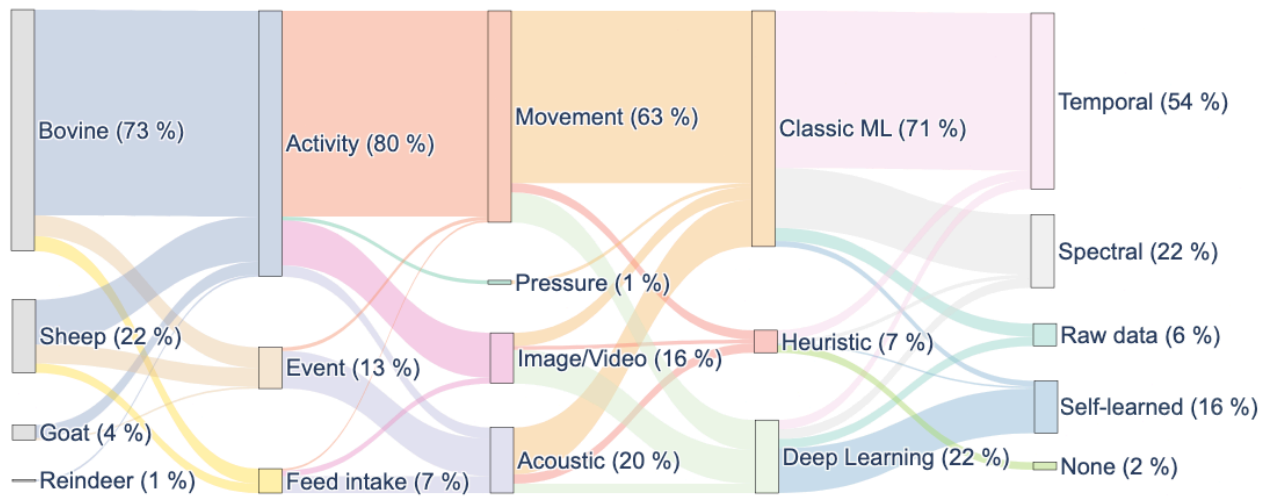 Bovine (73 %)
Sheep (22 %)
Goat (4 %)
Reindeer (1 %)
Activity (80 %)
Event (13 %)
Feed intake (7 %)
Movement (63 %)
Pressure (1 %)
Image/Video (16 %)
Acoustic (20 %)
Classic ML (71 %)
Heuristic (7 %)
Deep Learning (22 %)
Temporal (54 %)
Spectral (22 %)
Raw data (6 %)
Self-learned (16 %)
None (2 %)